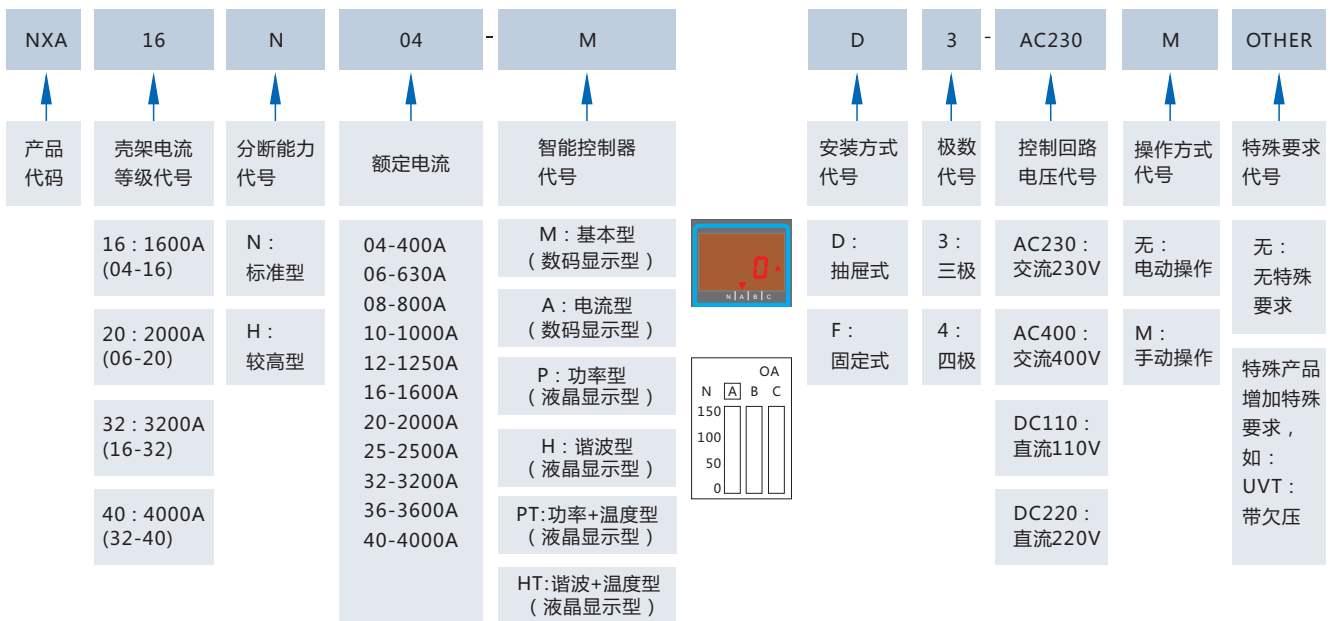 NXA 16 N 04 - M D 3 - AC230 M OTHER
产品
代码
壳架电流
等级代号
分断能力
代号
额定电流
智能控制器
代号
安装方式
代号
极数
代号
控制回路
电压代号
操作方式
代号
特殊要求
代号
16：1600A
(04-16)
20：2000A
(06-20)
32：3200A
(16-32)
40：4000A
(32-40)
N：
标准型
H：
较高型
04-400A
06-630A
08-800A
10-1000A
12-1250A
16-1600A
20-2000A
25-2500A
32-3200A
36-3600A
40-4000A
M：基本型
（数码显示型）
A：电流型
（数码显示型）
P：功率型
（液晶显示型）
H：谐波型
（液晶显示型）
PT:功率+温度型
（液晶显示型）
HT:谐波+温度型
（液晶显示型）
0 A
N A B C
OA
N A B C
150
100
50
0
D：
抽屉式
F：
固定式
3：
三极
4：
四极
AC230：
交流230V
AC400：
交流400V
DC110：
直流110V
DC220：
直流220V
无：
电动操作
M：
手动操作
无：
无特殊
要求
特殊产品
增加特殊
要求，
如：
UVT：
带欠压